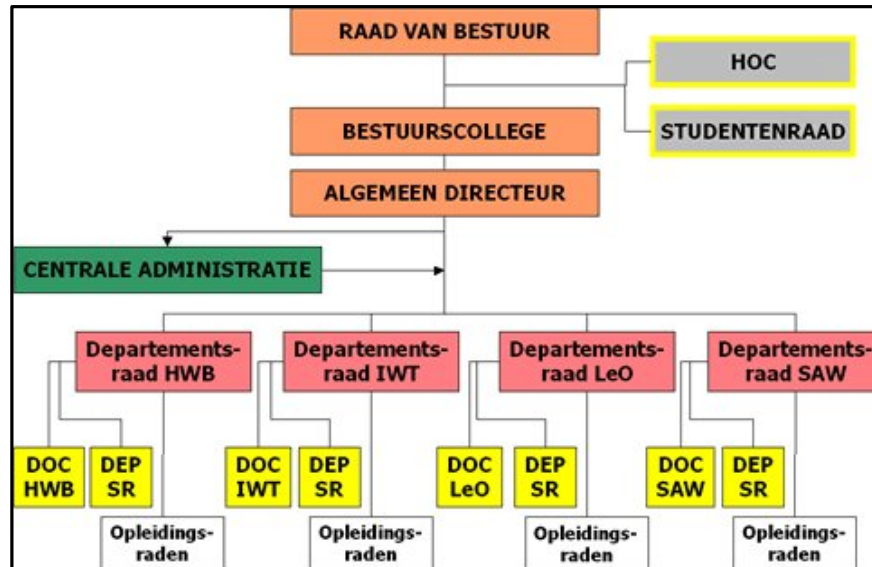 RAAD VAN BESTUUR
HOC
STUDENTENRAAD
BESTUURSCOLLEGE
ALGEMEEN DIRECTEUR
CENTRALE ADMINISTRATIE
Departements-
raad HWB
Departements-
raad IWT
Departements-
raad LeO
Departements-
raad SAW
DOC
HWB
DEP
SR
DOC
IWT
DEP
SR
DOC
LeO
DEP
SR
DOC
SAW
DEP
SR
Opleidings-
raden
Opleidings-
raden
Opleidings-
raden
Opleidings-
raden